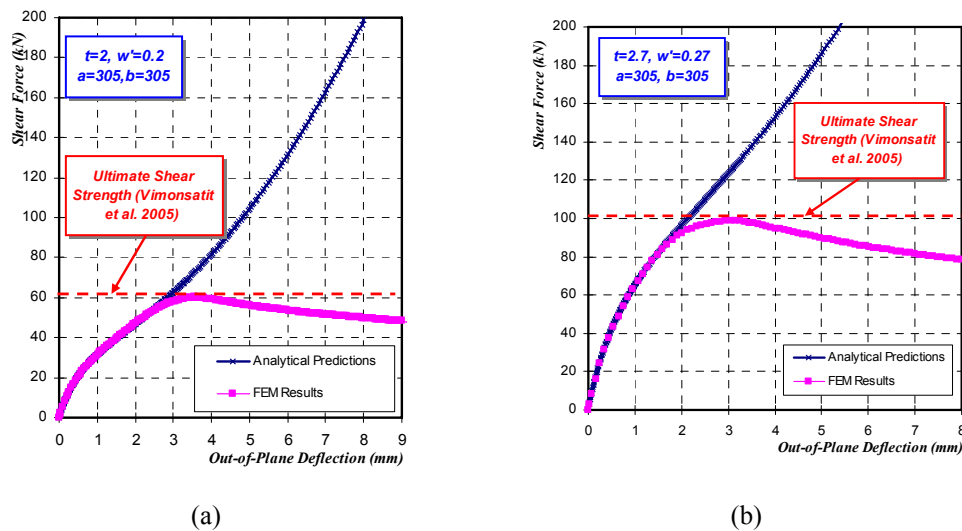 200
180
160
140
120
100
80
60
40
20
0
Shear Force (kN)
t=2, w'=0.2
a=305,b=305
Ultimate Shear
Strength (Vimonsatit
et al. 2005)
Analytical Predictions
FEM Results
0 1 2 3 4 5 6 7 8 9
Out-of-Plane Deflection (mm)
(a)
200
180
160
140
120
100
80
60
40
20
0
Shear Force (kN)
t=2.7, w'=0.27
a=305, b=305
Ultimate Shear
Strength (Vimonsatit
et al. 2005)
Analytical Predictions
FEM Results
0 1 2 3 4 5 6 7 8
Out-of-Plane Deflection (mm)
(b)